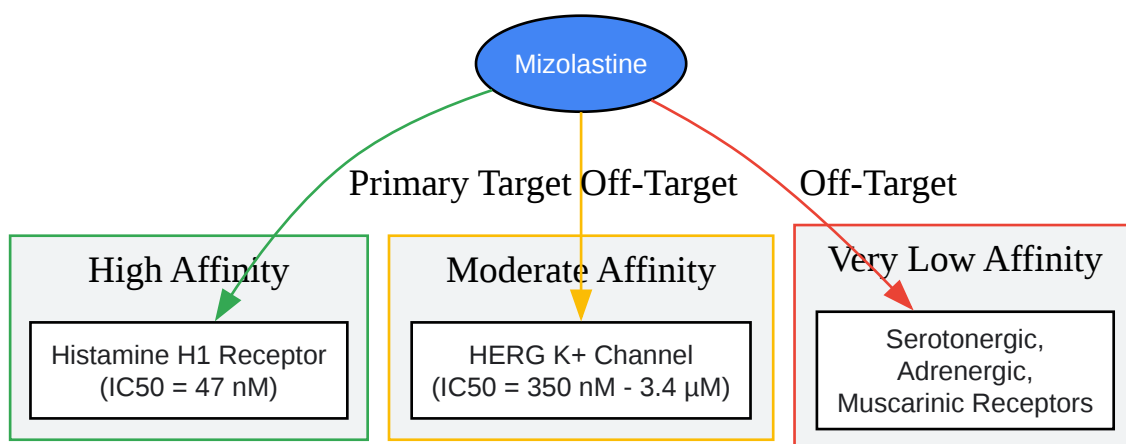 Mizolastine
Primary Target
Off-Target
Off-Target
High Affinity
Moderate Affinity
Very Low Affinity
Histamine H1 Receptor
(IC50 = 47 nM)
HERG K+ Channel
(IC50 = 350 nM - 3.4 µM)
Serotonergic,
Adrenergic,
Muscarinic Receptors